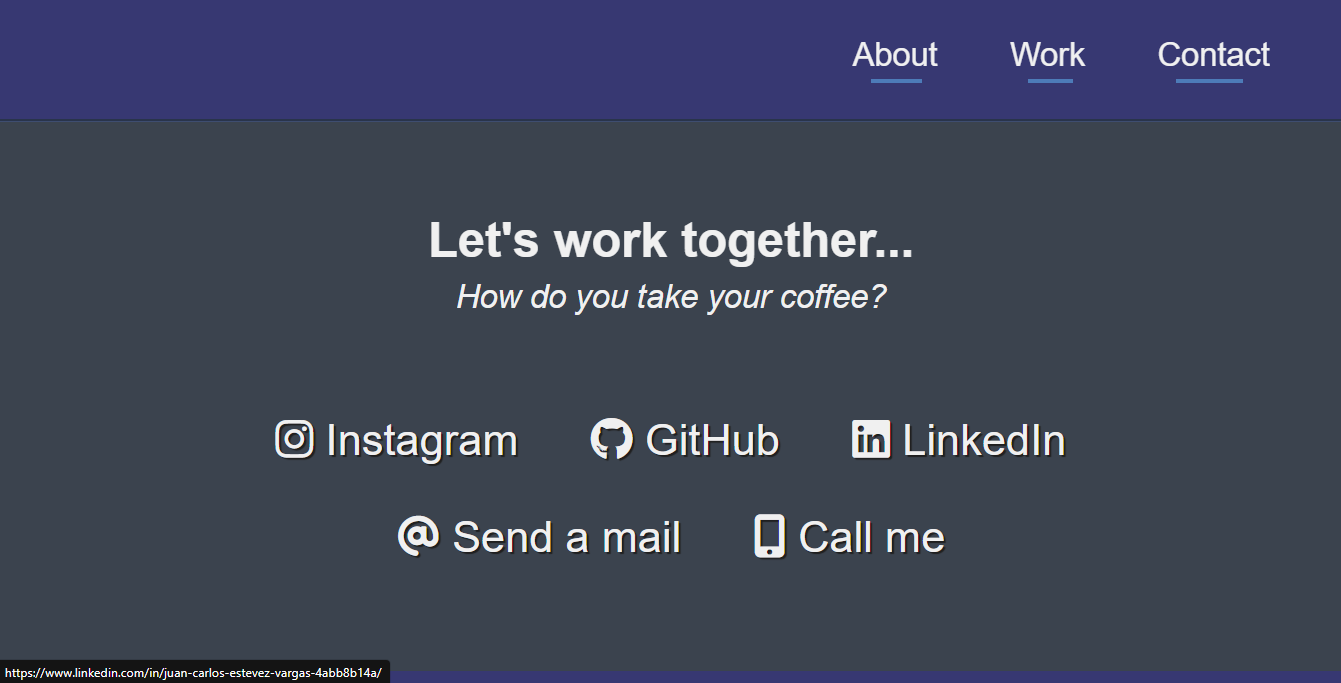 About Work Contact
Let's work together...
How do you take your coffee?
Instagram GitHub LinkedIn
Send a mail Call me
https://www.linkedin.com/in/juan-carlos-estevez-vargas-4abb8b14a/